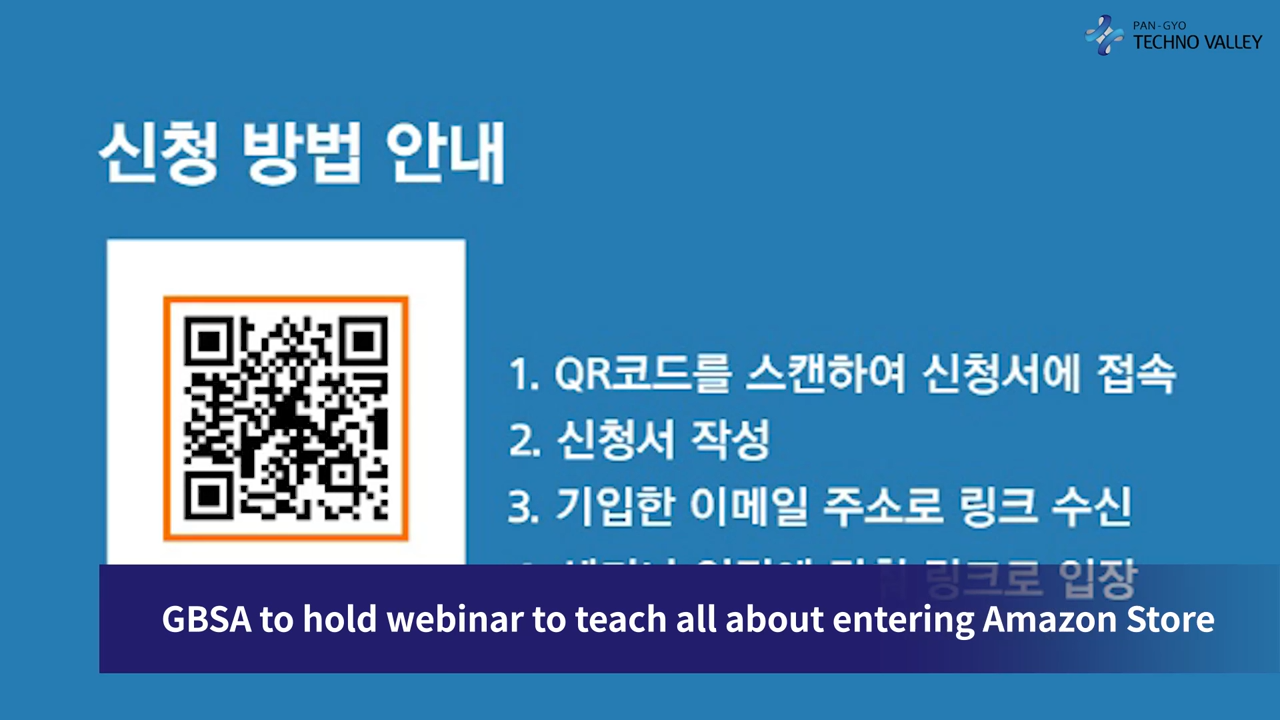 PAN-GYO
TECHNO VALLEY
신청 방법 안내
1. QR코드를 스캔하여 신청서에 접속
2. 신청서 작성
3. 기입한 이메일 주소로 링크 수신
링크로 입장
GBSA to hold webinar to teach all about entering Amazon Store